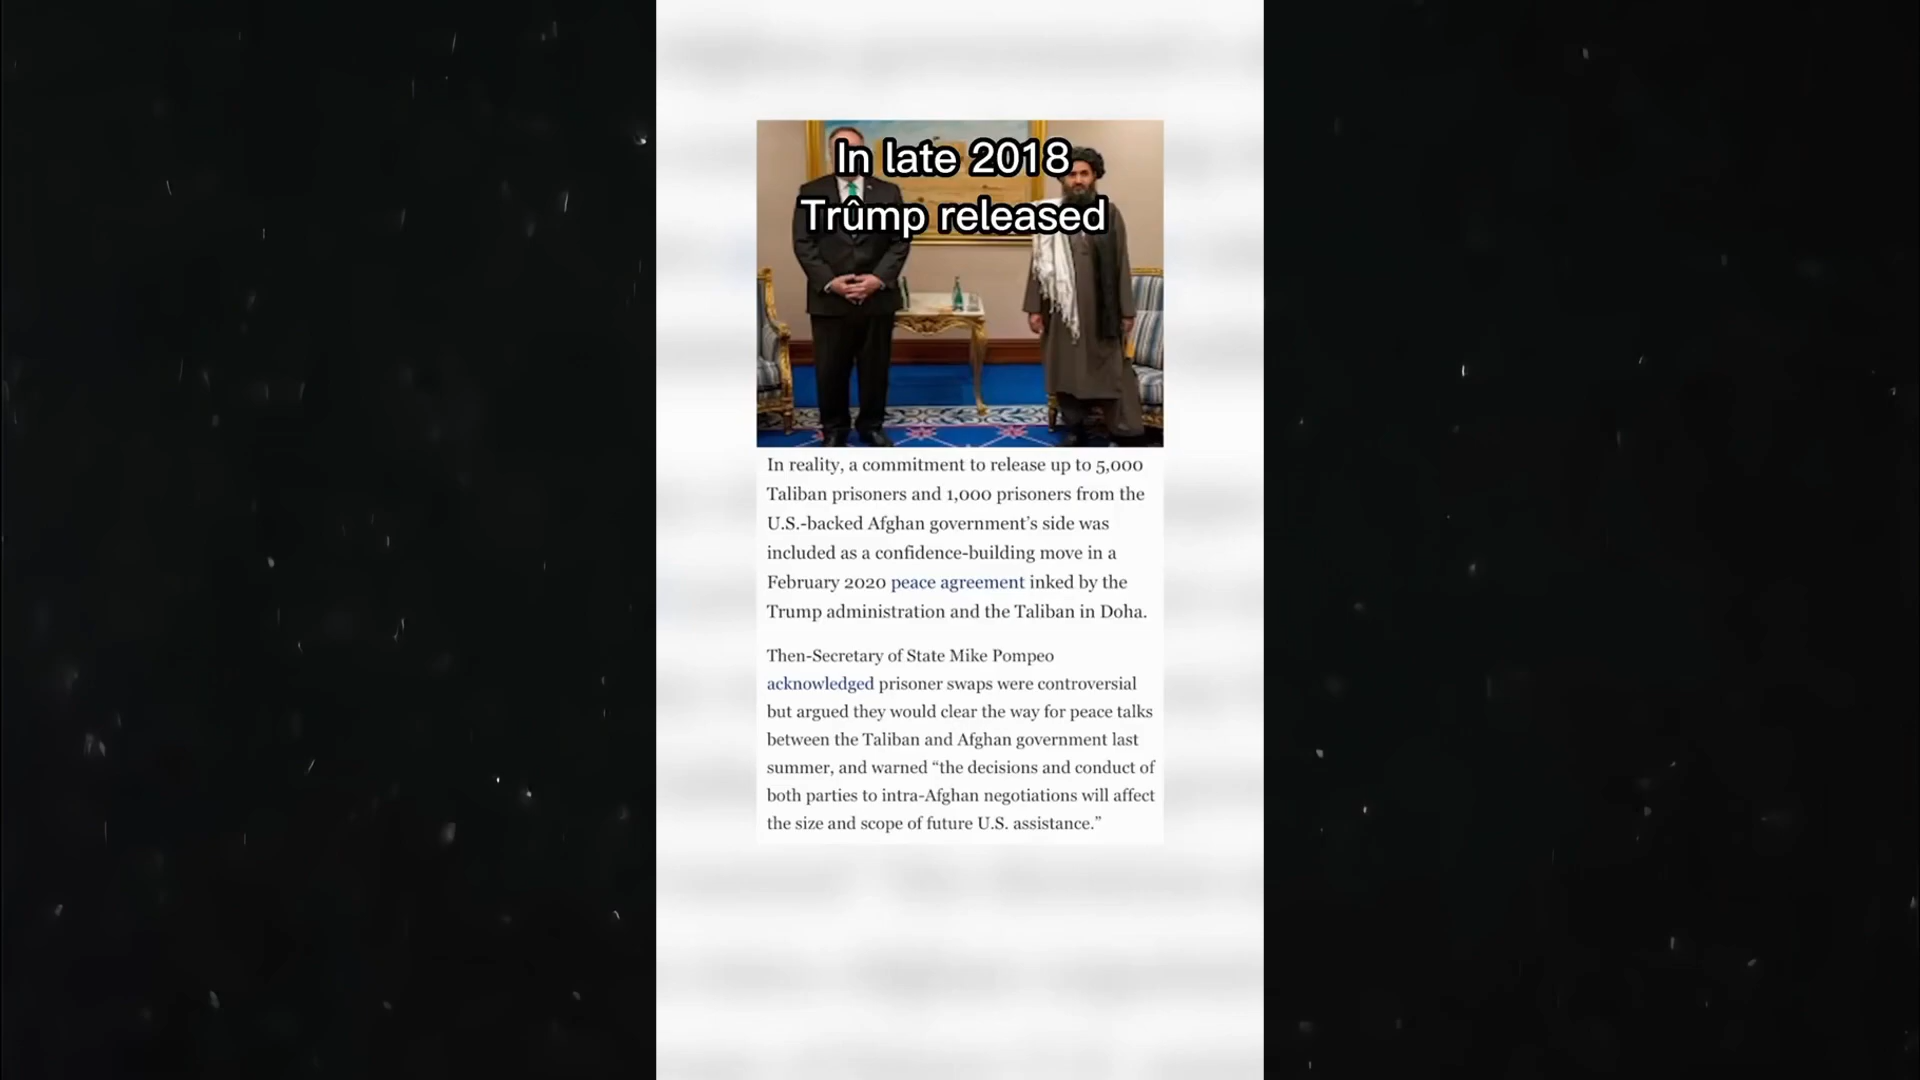 In late 2018
Trûmp released
In reality, a commitment to release up to 5,000
Taliban prisoners and 1,000 prisoners from the
U.S.-backed Afghan government’s side was
included as a confidence-building move in a
February 2020 peace agreement inked by the
Trump administration and the Taliban in Doha.
Then-Secretary of State Mike Pompeo
acknowledged prisoner swaps were controversial
but argued they would clear the way for peace talks
between the Taliban and Afghan government last
summer, and warned “the decisions and conduct of
both parties to intra-Afghan negotiations will affect
the size and scope of future U.S. assistance.”